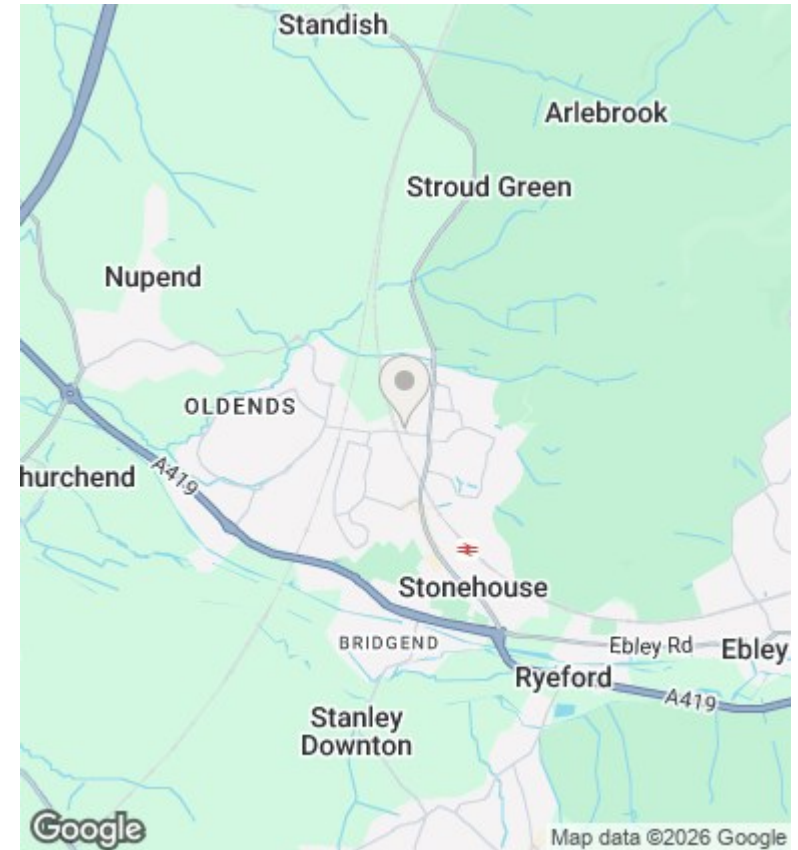 Standish
Arlebrook
Stroud Green
Nupend
OLDENDS
hurchend
A419
Stonehouse
BRIDGEND
Ebley Rd
Ebley
Ryeford
A419
Stanley
Downton
Google
Map data ©2026 Google